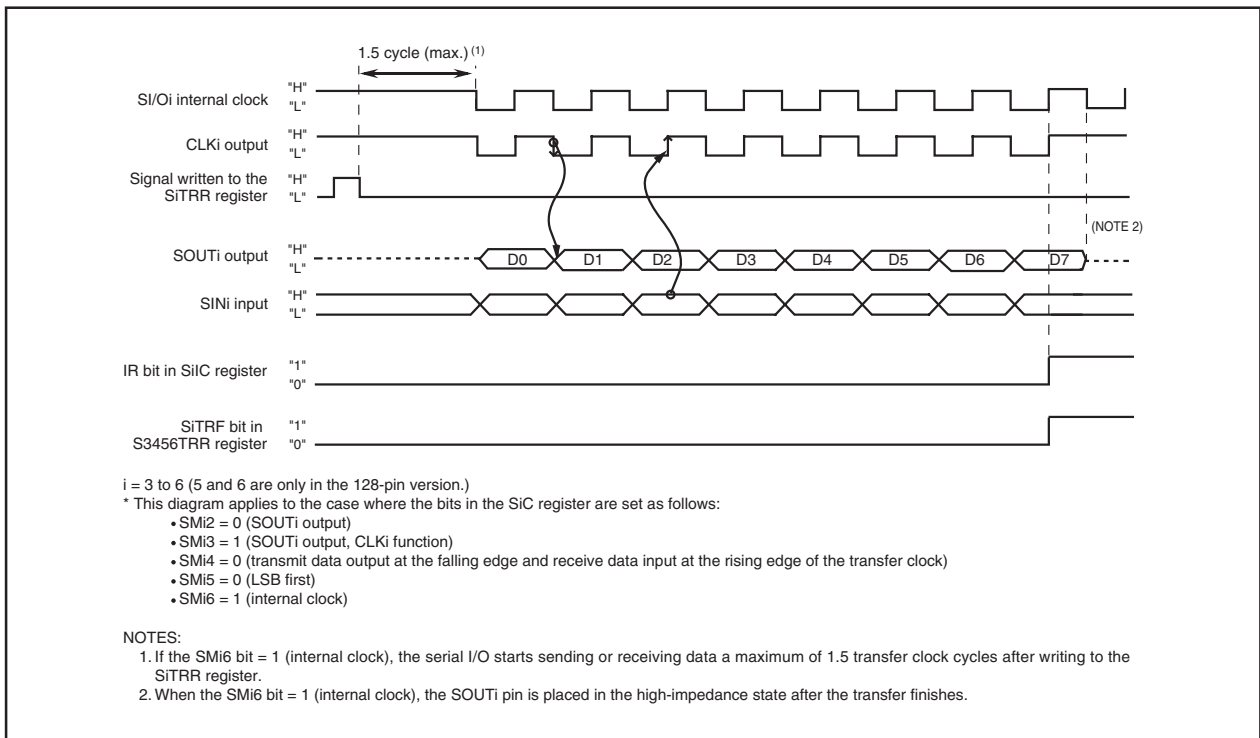 1.5 cycle (max.) (1)
SI/Oi internal clock
"H"
"L"
CLKi output
"H"
"L"
Signal written to the
SiTRR register
"H"
"L"
(NOTE 2)
SOUTi output
"H"
"L"
D0 D1 D2 D3 D4 D5 D6 D7
SINi input
"H"
"L"
IR bit in SiIC register
"1"
"0"
SiTRF bit in
S3456TRR register
"1"
"0"
i = 3 to 6 (5 and 6 are only in the 128-pin version.)
* This diagram applies to the case where the bits in the SiC register are set as follows:
• SMi2 = 0 (SOUTi output)
• SMi3 = 1 (SOUTi output, CLKi function)
• SMi4 = 0 (transmit data output at the falling edge and receive data input at the rising edge of the transfer clock)
• SMi5 = 0 (LSB first)
• SMi6 = 1 (internal clock)
NOTES:
1. If the SMi6 bit = 1 (internal clock), the serial I/O starts sending or receiving data a maximum of 1.5 transfer clock cycles after writing to the
SiTRR register.
2. When the SMi6 bit = 1 (internal clock), the SOUTi pin is placed in the high-impedance state after the transfer finishes.